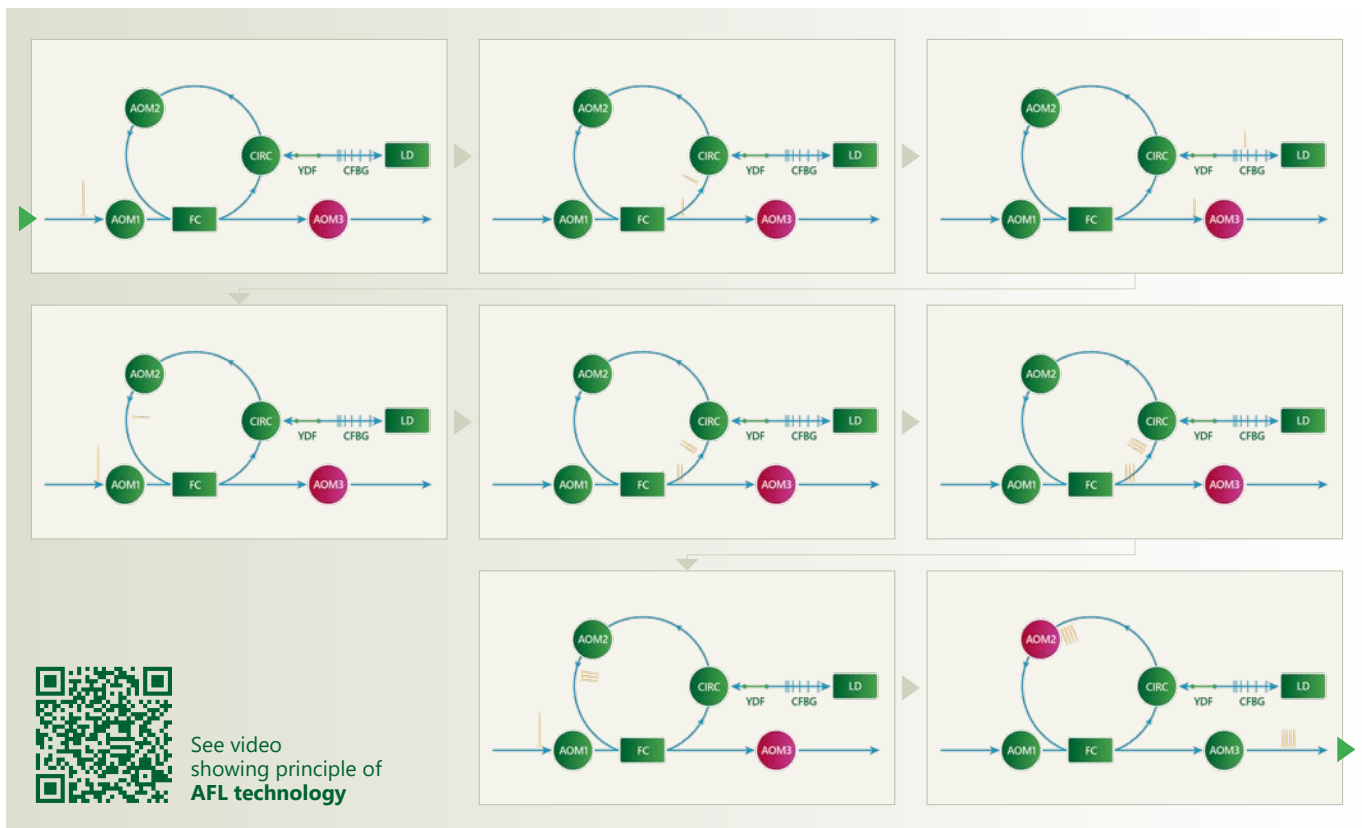 AOM2
CIRC
LD
YDF
CFBG
AOM1
FC
AOM3
AOM2
CIRC
LD
YDF
CFBG
AOM1
FC
AOM3
AOM2
CIRC
LD
YDF
CFBG
AOM1
FC
AOM3
AOM2
CIRC
LD
YDF
CFBG
AOM1
FC
AOM3
AOM2
CIRC
LD
YDF
CFBG
AOM1
FC
AOM3
AOM2
CIRC
LD
YDF
CFBG
AOM1
FC
AOM3
AOM2
CIRC
LD
YDF
CFBG
AOM1
FC
AOM3
AOM2
CIRC
LD
YDF
CFBG
AOM1
FC
AOM3
See video
showing principle of
AFL technology